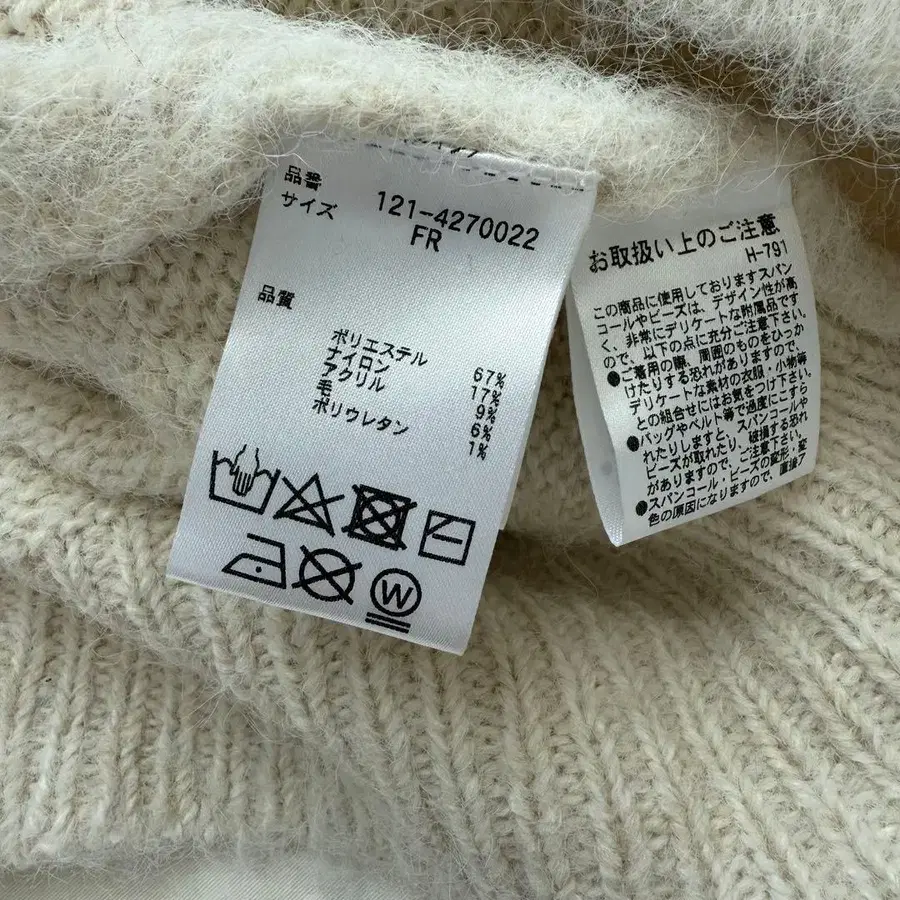 品番 121-4270022
サイズ FR
品質
ポリエステル 67%
ナイロン 17%
アクリル 9%
毛 6%
ポリウレタン 1%
W
お取扱い上のご注意
H-791
この商品に使用しておりますスパン
コールやビーズは、デザイン性が高
く、非常にデリケートな附属品です
ので、以下の点に充分ご注意下さい。
●ご着用の際、周囲のものをひっか
けたりする恐れがありますので、
デリケートな素材の衣服・小物等
との組合せにはお気をつけ下さい。
●バッグやベルト等で過度にこすら
れたりしますと、スパンコールや
ビーズが取れたり、破損する恐れ
がありますので、ご注意下さい。
●スパンコール・ビーズの変形・変
色の原因になりますので、直接ア